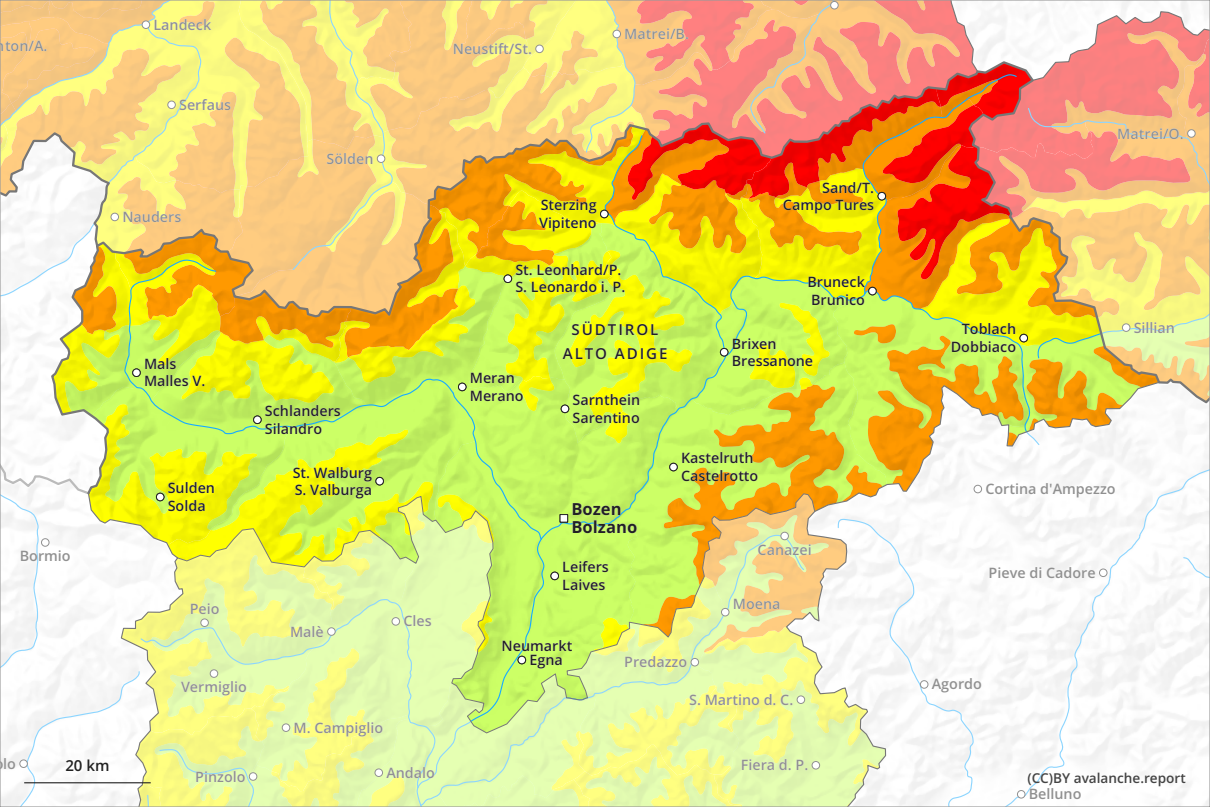 Landeck
Matrei/B
nton/A.
Neustift/St.
Serfaus
Matrei/O.
Sölden
Sand/T.
Campo Tures
Sterzing
Vipiteno
Nauders
St. Leonhard/P.
S. Leonardo i. P.
Bruneck
Brunico
SÜDTIROL
ALTO ADIGE
Toblach
Dobbiaco
Sillian
Brixen
Bressanone
Mals
Malles V.
Meran
Merano
Sarnthein
Sarentino
Schlanders
Silandro
Kastelruth
Castelrotto
St. Walburg
S. Valburga
Sulden
Solda
Cortina d'Ampezzo
Bozen
Bolzano
Canazei
Bormio
Leifers
Laives
Pieve di Cadore
Peio
Moena
Malè
Cles
Neumarkt
Egna
Predazzo
Vermiglio
Agordo
S. Martino d. C.
M. Campiglio
olo
20 km
Pinzolo
Andalo
Fiera d. P.
(CC)BY avalanche.report
Belluno